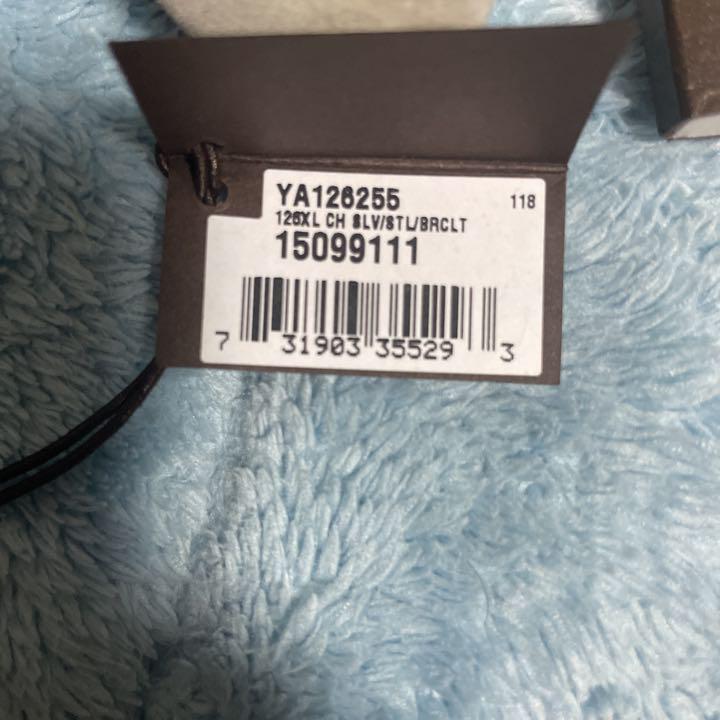 YA126255
118
126XL CH SLV/STL/BRCLT
15099111
7 31903 35529 3